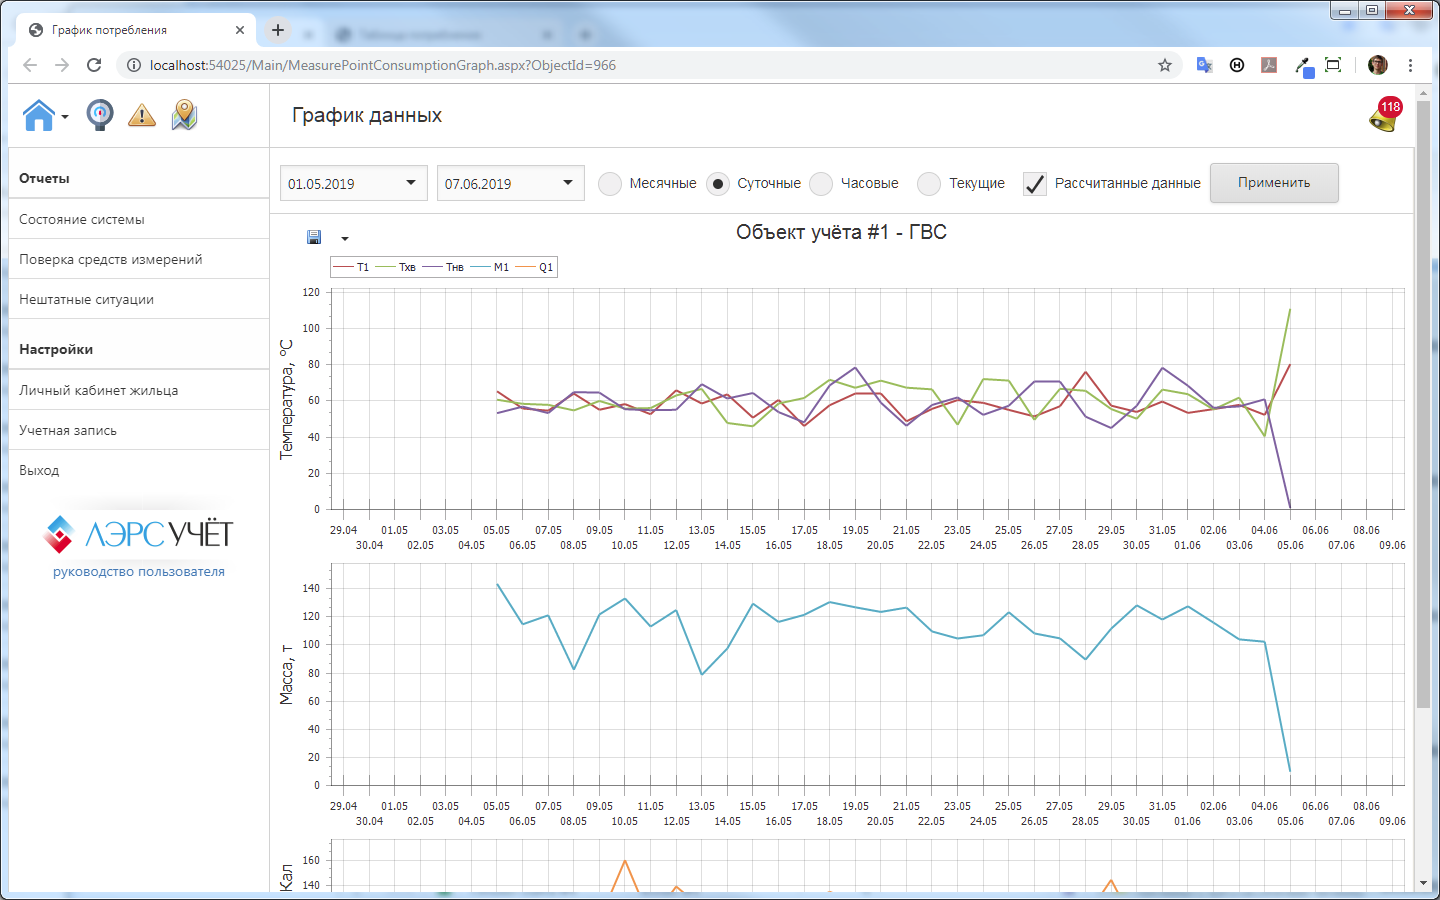 График потребления
localhost:54025/Main/MeasurePointConsumptionGraph.aspx?ObjectId=966
График данных
118
Отчеты
Состояние системы
Поверка средств измерений
Нештатные ситуации
Настройки
Личный кабинет жильца
Учетная запись
Выход
ЛЭРС УЧЁТ
руководство пользователя
01.05.2019 07.06.2019 Месячные Суточные Часовые Текущие Рассчитанные данные Применить
Объект учёта #1 - ГВС
T1 Tхв Tнв M1 Q1
Температура, °C
120
100
80
60
40
20
0
29.04 01.05 03.05 05.05 07.05 09.05 11.05 13.05 15.05 17.05 19.05 21.05 23.05 25.05 27.05 29.05 31.05 02.06 04.06 06.06 08.06
30.04 02.05 04.05 06.05 08.05 10.05 12.05 14.05 16.05 18.05 20.05 22.05 24.05 26.05 28.05 30.05 01.06 03.06 05.06 07.06 09.06
Масса, т
140
120
100
80
60
40
20
0
29.04 01.05 03.05 05.05 07.05 09.05 11.05 13.05 15.05 17.05 19.05 21.05 23.05 25.05 27.05 29.05 31.05 02.06 04.06 06.06 08.06
30.04 02.05 04.05 06.05 08.05 10.05 12.05 14.05 16.05 18.05 20.05 22.05 24.05 26.05 28.05 30.05 01.06 03.06 05.06 07.06 09.06
Кал
160
140